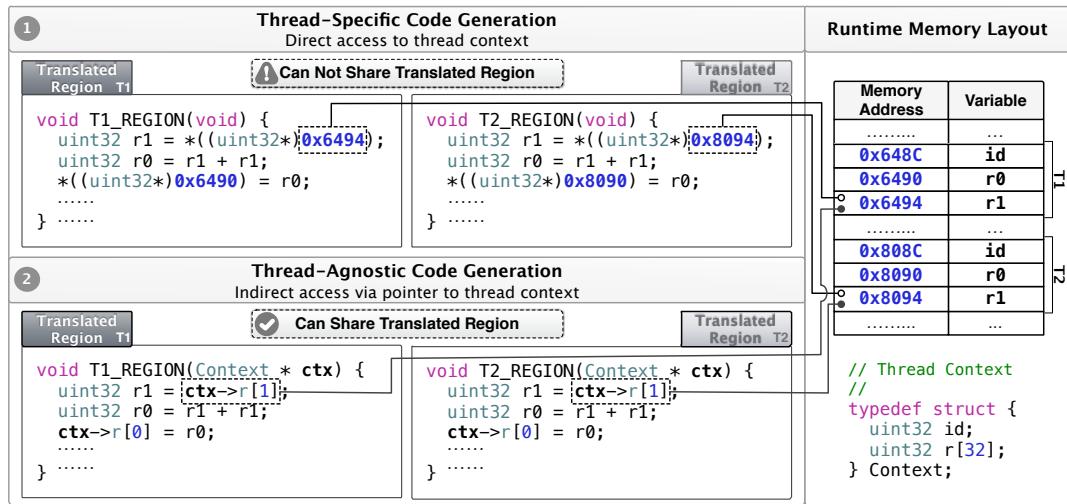 1
Thread-Specific Code Generation
Direct access to thread context
Translated
Region T1
Can Not Share Translated Region
Translated
Region T2
void T1_REGION(void) {
uint32 r1 = *((uint32*)0x6494);
uint32 r0 = r1 + r1;
*((uint32*)0x6490) = r0;
......
} ......
void T2_REGION(void) {
uint32 r1 = *((uint32*)0x8094);
uint32 r0 = r1 + r1;
*((uint32*)0x8090) = r0;
......
} ......
2
Thread-Agnostic Code Generation
Indirect access via pointer to thread context
Translated
Region T1
Can Share Translated Region
Translated
Region T2
void T1_REGION(Context * ctx) {
uint32 r1 = ctx->r[1];
uint32 r0 = r1 + r1;
ctx->r[0] = r0;
......
} ......
void T2_REGION(Context * ctx) {
uint32 r1 = ctx->r[1];
uint32 r0 = r1 + r1;
ctx->r[0] = r0;
......
} ......
Runtime Memory Layout
Memory Address Variable
......... ...
0x648C id
0x6490 r0
0x6494 r1
T1
......... ...
0x808C id
0x8090 r0
0x8094 r1
T2
......... ...
// Thread Context
//
typedef struct {
uint32 id;
uint32 r[32];
} Context;